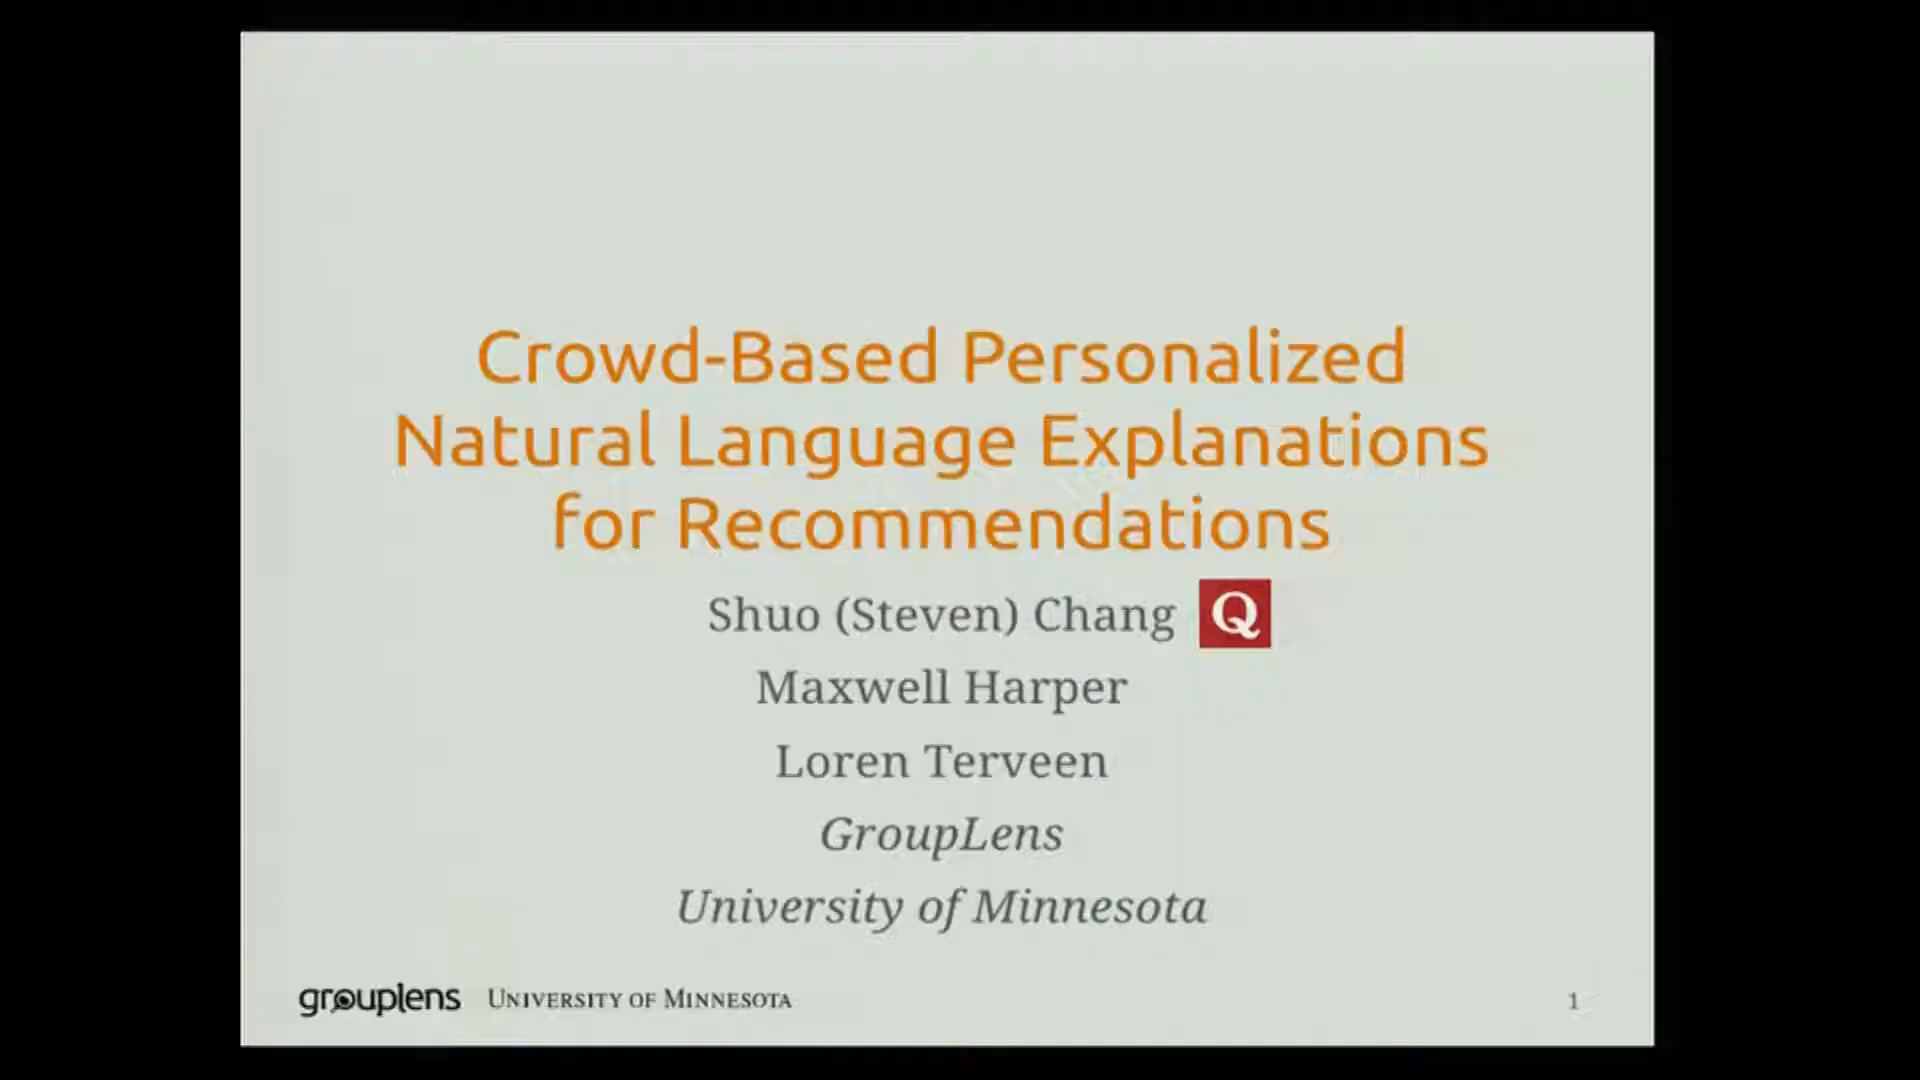 Crowd-Based Personalized
Natural Language Explanations
for Recommendations
Shuo (Steven) Chang Q
Maxwell Harper
Loren Terveen
GroupLens
University of Minnesota
grouplens UNIVERSITY OF MINNESOTA 1